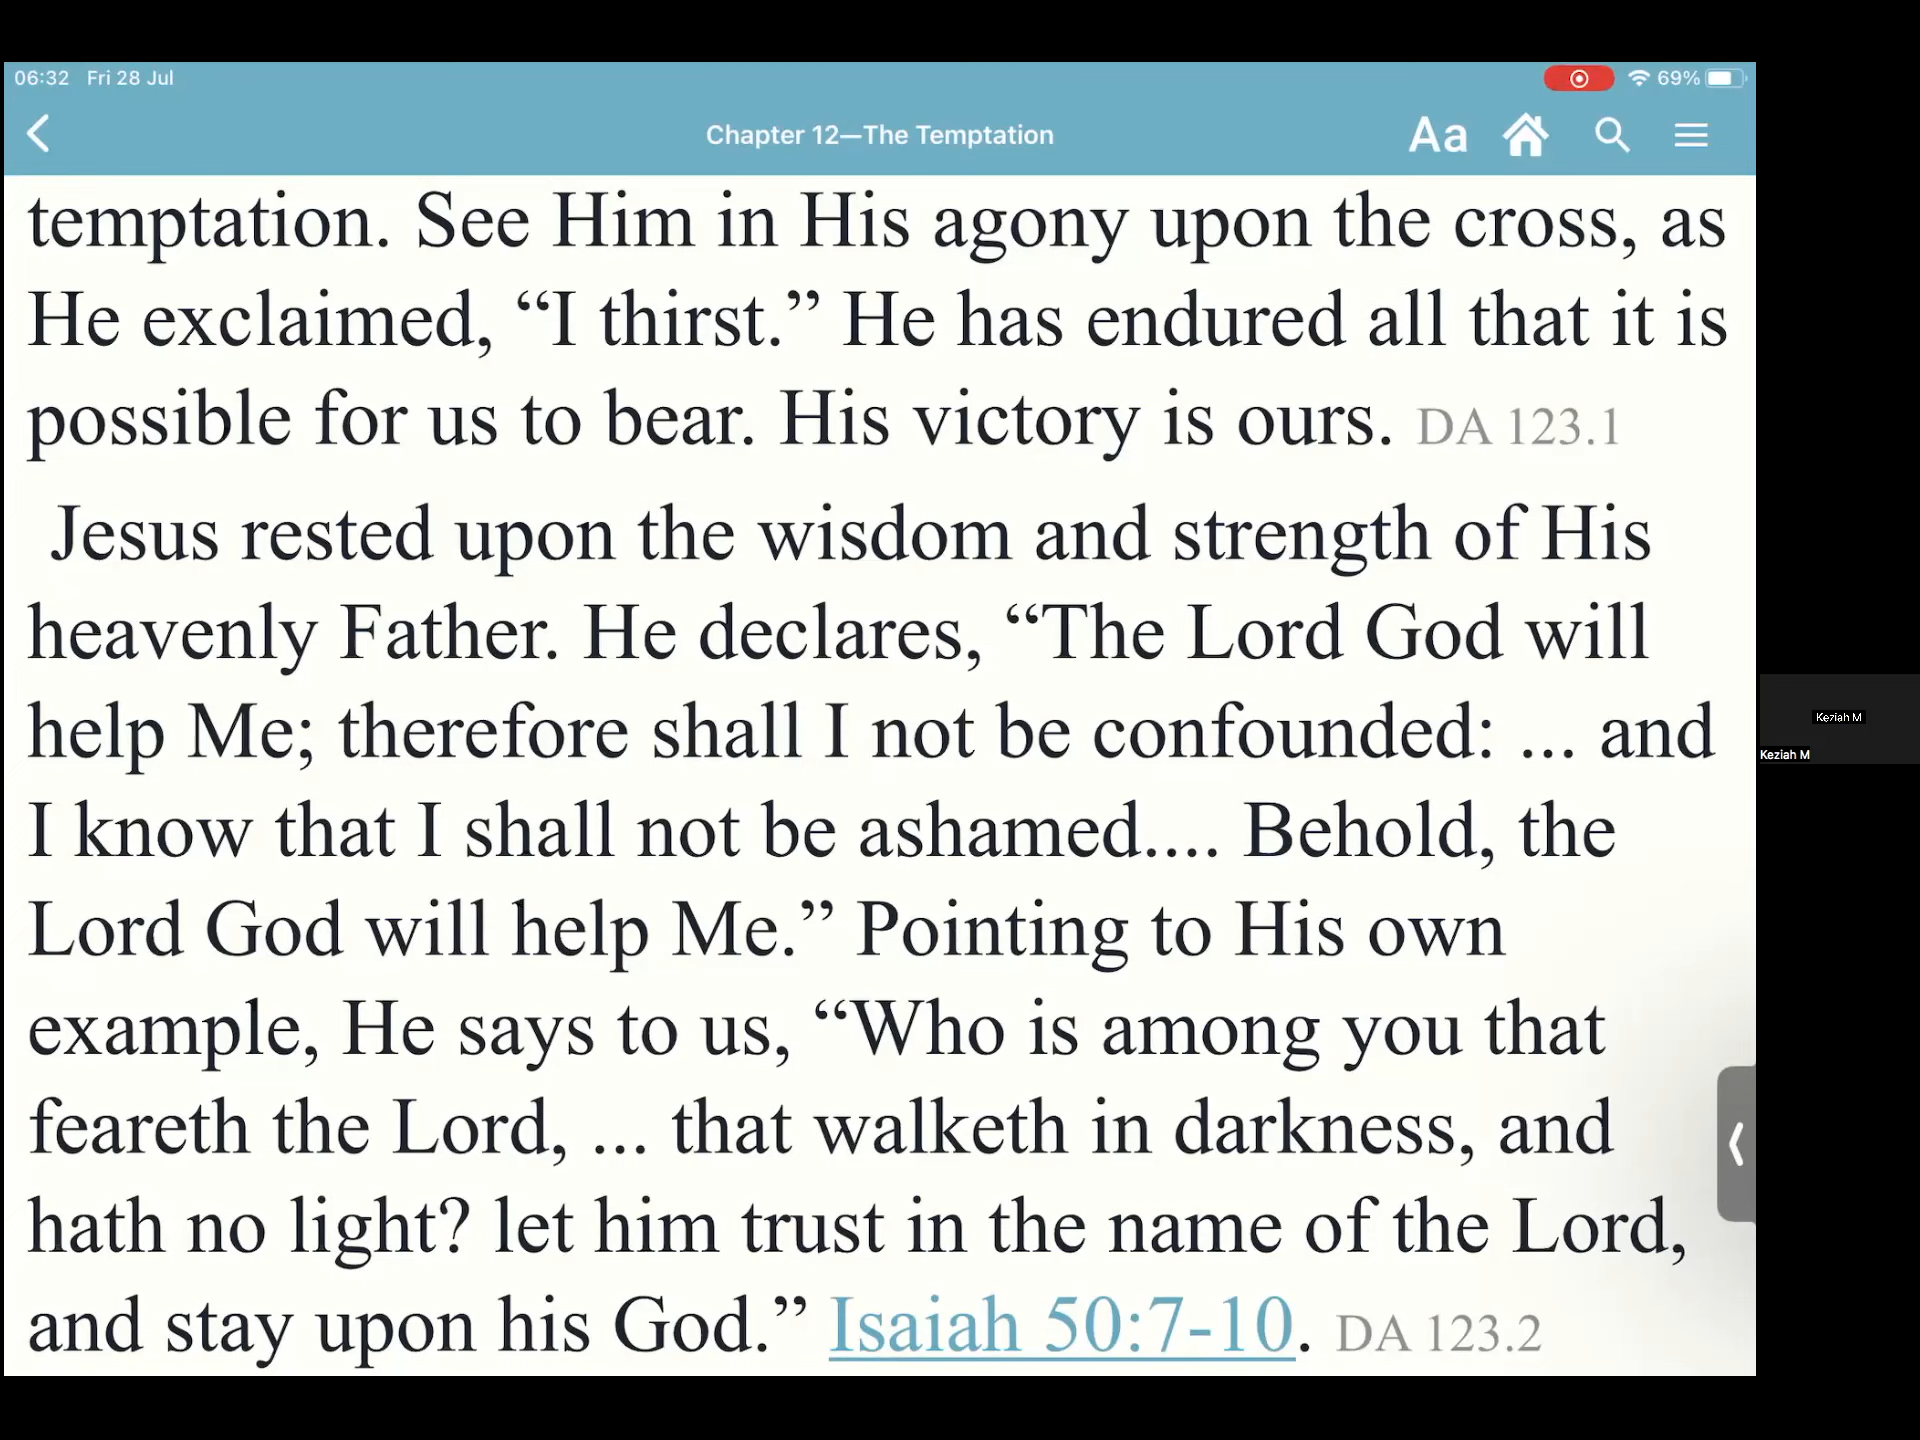 06:32 Fri 28 Jul
69%
Chapter 12—The Temptation
Aa
temptation. See Him in His agony upon the cross, as
He exclaimed, “I thirst.” He has endured all that it is
possible for us to bear. His victory is ours. DA 123.1
Jesus rested upon the wisdom and strength of His
heavenly Father. He declares, “The Lord God will
help Me; therefore shall I not be confounded: ... and
I know that I shall not be ashamed.... Behold, the
Lord God will help Me.” Pointing to His own
example, He says to us, “Who is among you that
feareth the Lord, ... that walketh in darkness, and
hath no light? let him trust in the name of the Lord,
and stay upon his God.” Isaiah 50:7-10. DA 123.2
Keziah M
Keziah M